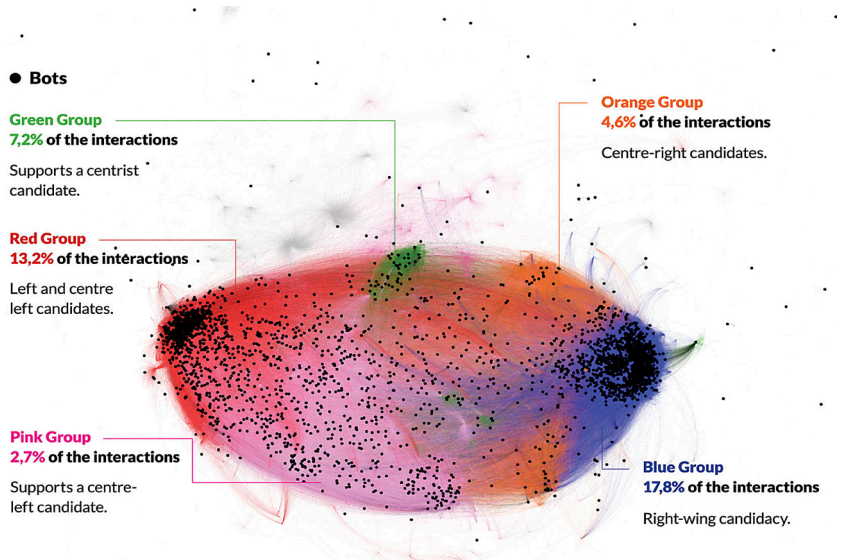 Bots
Green Group
7,2% of the interactions
Supports a centrist
candidate.
Orange Group
4,6% of the interactions
Centre-right candidates.
Red Group
13,2% of the interactions
Left and centre
left candidates.
Pink Group
2,7% of the interactions
Supports a centre-
left candidate.
Blue Group
17,8% of the interactions
Right-wing candidacy.